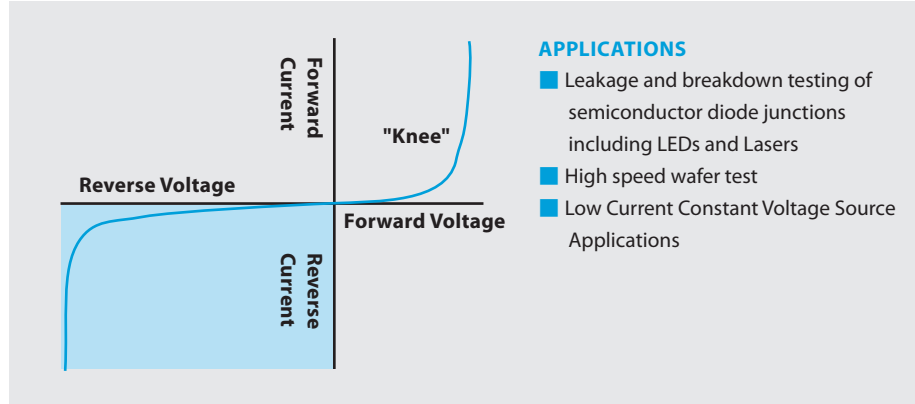 Forward
Current
"Knee"
Reverse Voltage
Forward Voltage
Reverse
Current
APPLICATIONS
Leakage and breakdown testing of
semiconductor diode junctions
including LEDs and Lasers
High speed wafer test
Low Current Constant Voltage Source
Applications